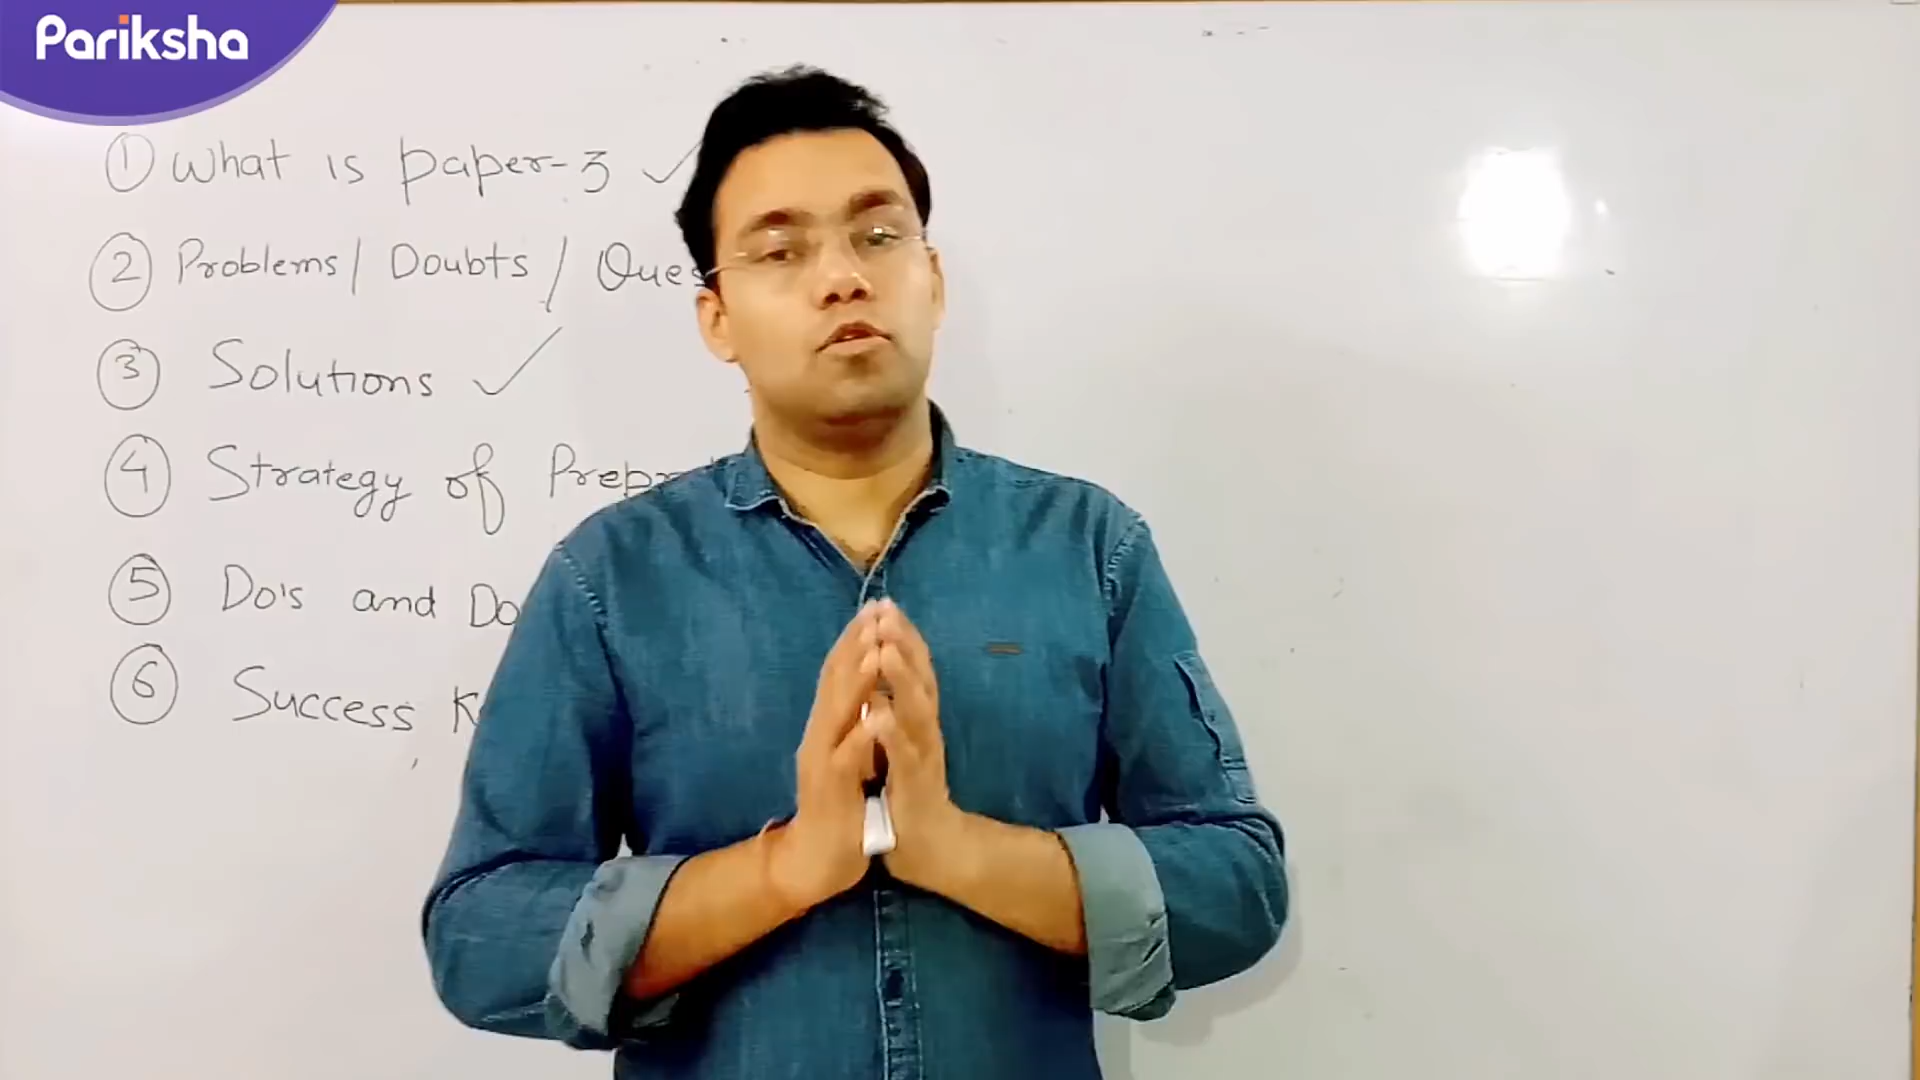 Pariksha
① What is paper-3 ✓
② Problems/ Doubts / Ques
③ Solutions ✓
④ Strategy of Prepr
⑤ Do's and Do
⑥ Success K